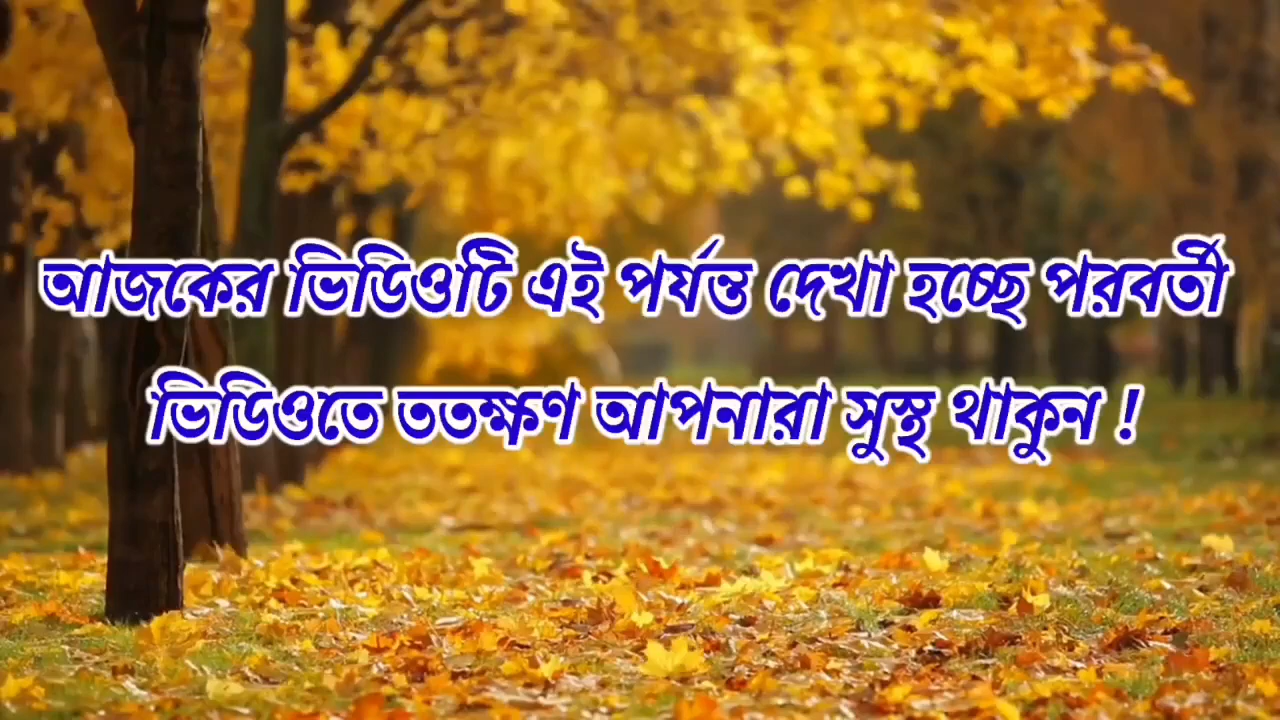 আজকের ভিডিওটি এই পর্যন্ত দেখা হচ্ছে পরবর্তী
ভিডিওতে ততক্ষণ আপনারা সুস্থ থাকুন !